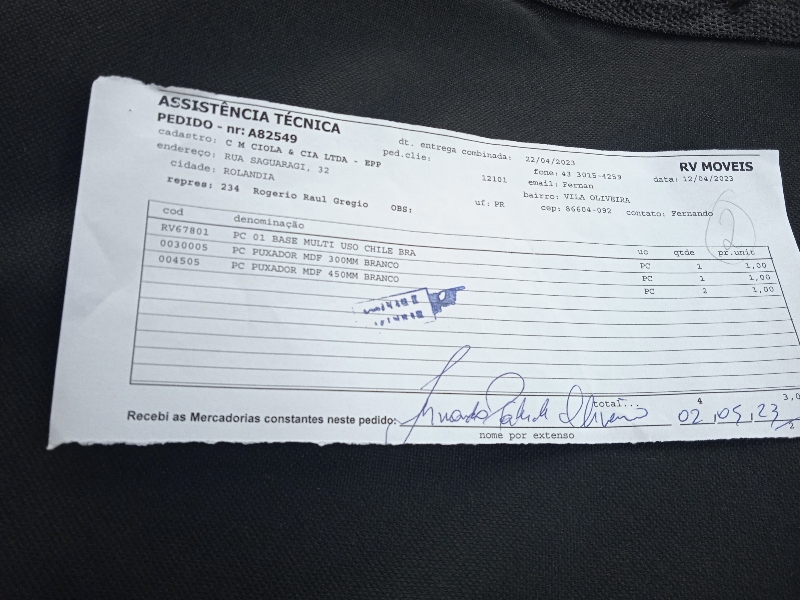 ASSISTÊNCIA TÉCNICA
PEDIDO - nr: A82549
dt. entrega combinada: 22/04/2023
RV MOVEIS
cadastro: C M CIOLA & CIA LTDA - EPP
ped.clie:
12101
fone: 43 3015-4259
data: 12/04/2023
endereço: RUA SAGUARAGI, 32
email: Fernan
cidade: ROLANDIA
uf: PR
bairro: VILA OLIVEIRA
repres: 234 Rogerio Raul Gregio
OBS:
cep: 86604-092
contato: Fernando
2
cod denominação uc qtde pr.unit
RV67801 PC 01 BASE MULTI USO CHILE BRA PC 1 1,00
0030005 PC PUXADOR MDF 300MM BRANCO PC 1 1,00
004505 PC PUXADOR MDF 450MM BRANCO PC 2 1,00
total... 4 3,0
Recebi as Mercadorias constantes neste pedido: 02,05,23
nome por extenso